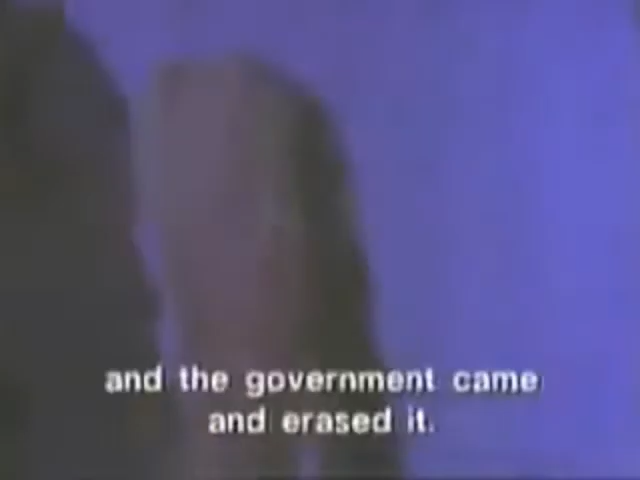 and the government came
and erased it.